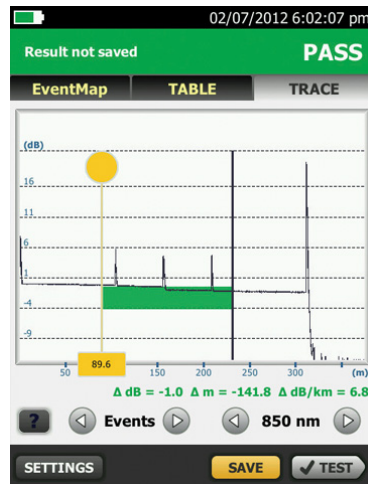 02/07/2012 6:02:07 pm
Result not saved PASS
EventMap TABLE TRACE
(dB)
16
11
6
1
-4
-9
89.6
50 150 200 250 300 (m)
Δ dB = -1.0 Δ m = -141.8 Δ dB/km = 6.8
? Events 850 nm
SETTINGS SAVE TEST